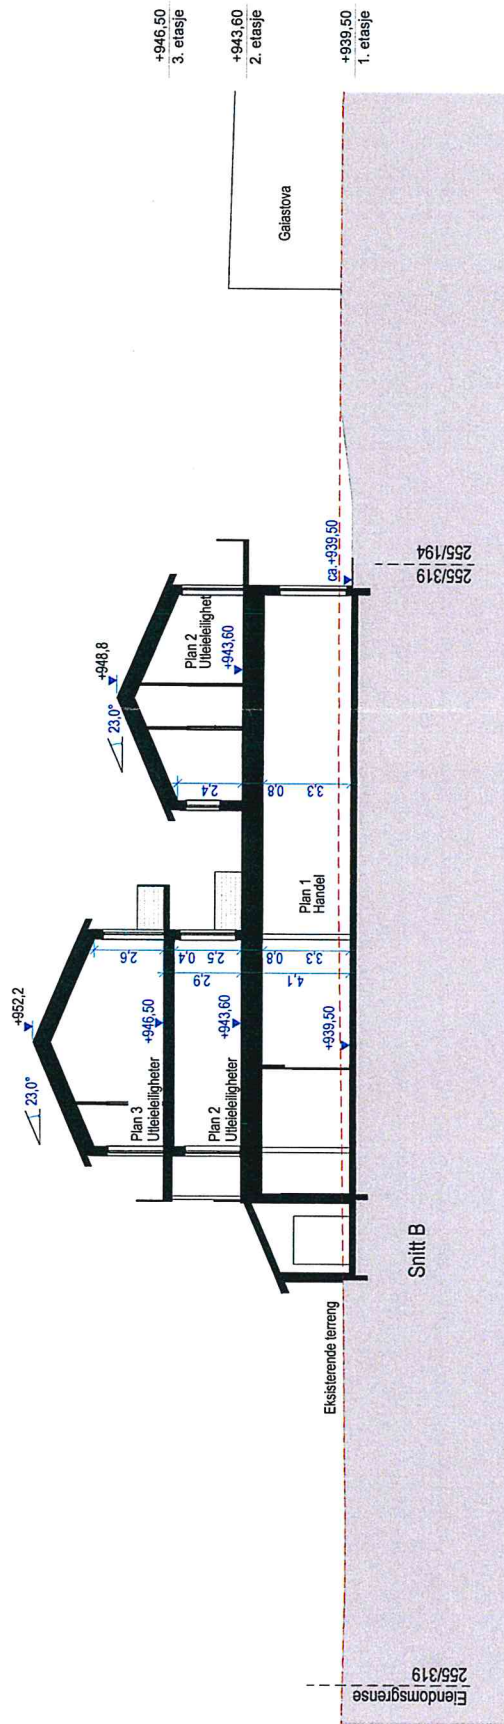 +946,50
3. etasje
+943,60
2. etasje
+939,50
1. etasje
Gaiastova
+952,2
23,0°
+948,8
23,0°
Plan 3
Utleieleiligheter
+946,50
2,6
Plan 2
Utleieleiligheter
+943,60
2,9
0,4
2,5
Plan 2
Utleieleilighet
+943,60
2,4
Plan 1
Handel
+939,50
4,1
0,8
3,3
0,8
3,3
ca.+939,50
255/319
255/194
Eksisterende terreng
Snitt B
Eiendomsgrense
255/319